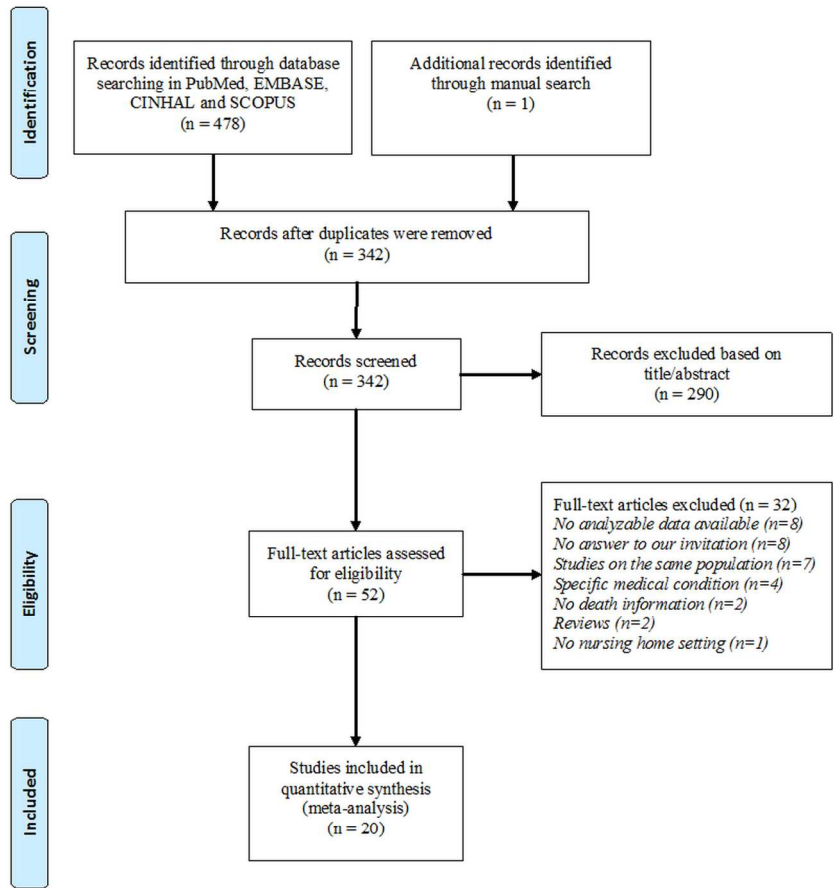 Identification
Records identified through database
searching in PubMed, EMBASE,
CINHAL and SCOPUS
(n = 478)
Additional records identified
through manual search
(n = 1)
Screening
Records after duplicates were removed
(n = 342)
Records screened
(n = 342)
Records excluded based on
title/abstract
(n = 290)
Eligibility
Full-text articles assessed
for eligibility
(n = 52)
Full-text articles excluded (n = 32)
No analyzable data available (n=8)
No answer to our invitation (n=8)
Studies on the same population (n=7)
Specific medical condition (n=4)
No death information (n=2)
Reviews (n=2)
No nursing home setting (n=1)
Included
Studies included in
quantitative synthesis
(meta-analysis)
(n = 20)